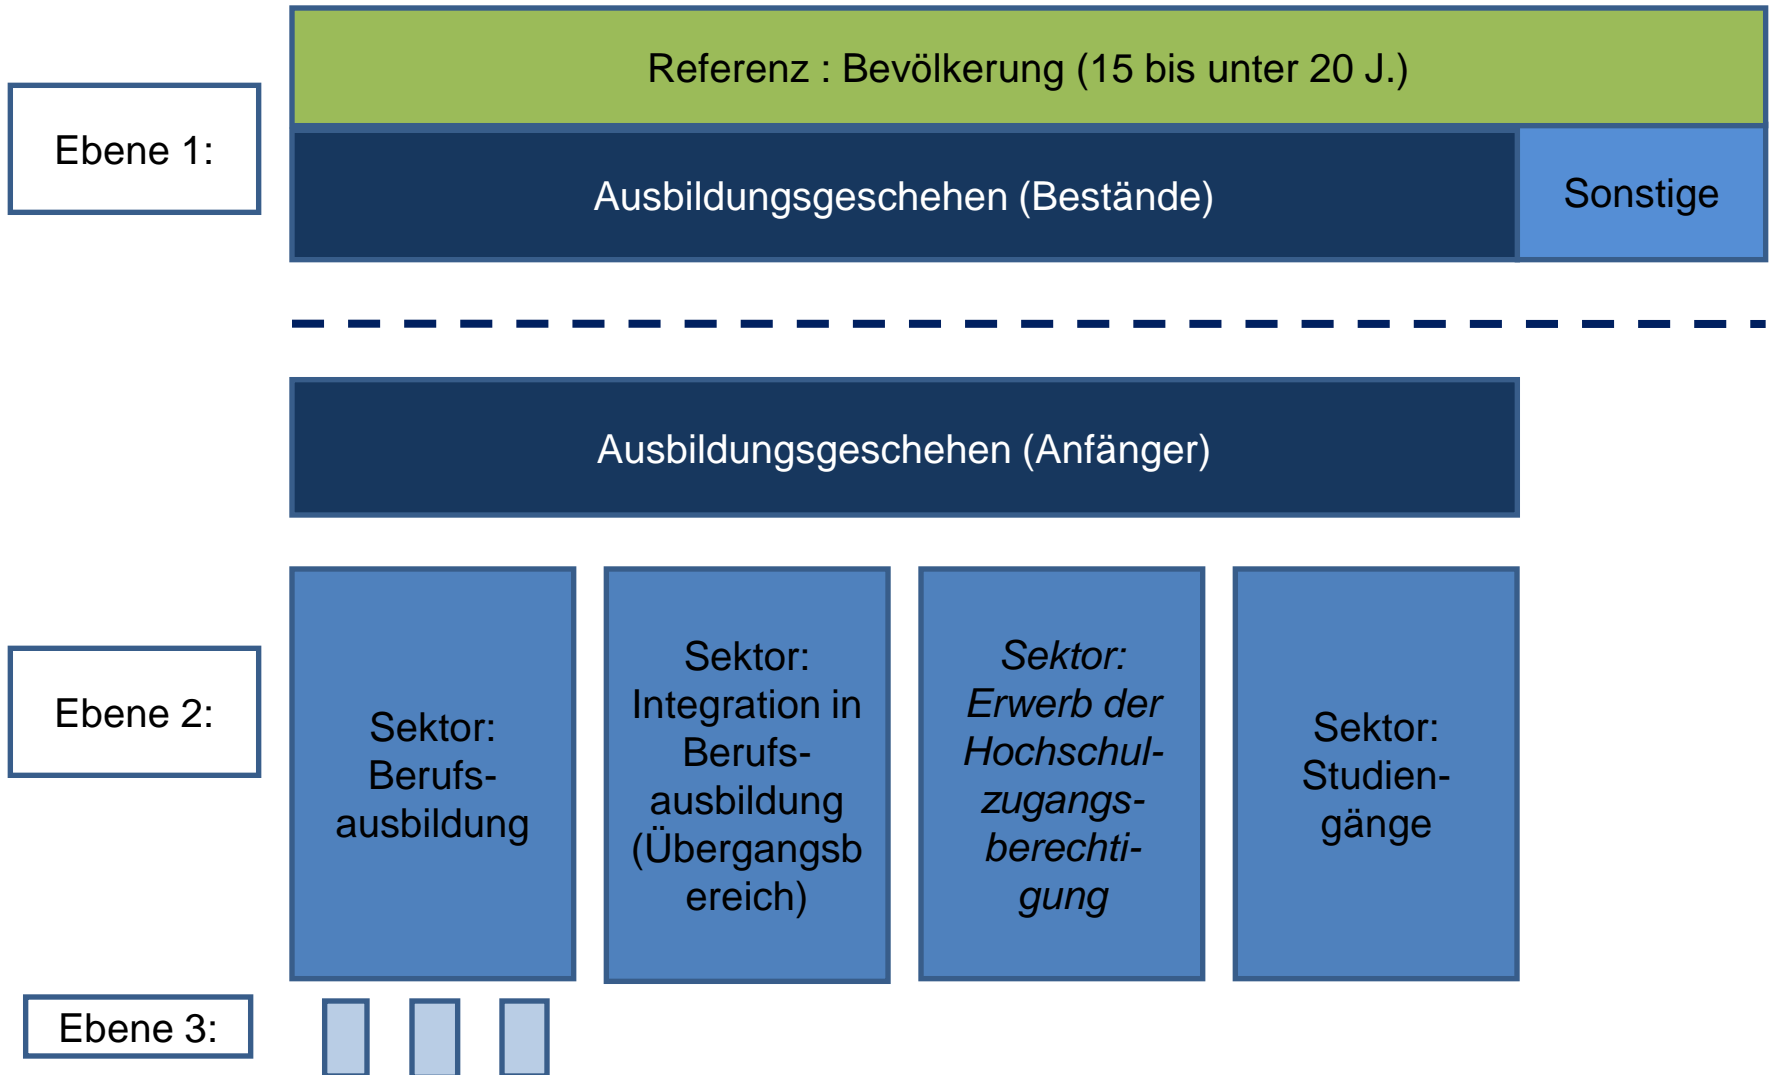 Referenz : Bevölkerung (15 bis unter 20 J.)
Ebene 1:
Ausbildungsgeschehen (Bestände)
Sonstige
Ausbildungsgeschehen (Anfänger)
Ebene 2:
Sektor:
Berufs-
ausbildung
Sektor:
Integration in
Berufs-
ausbildung
(Übergangsb
ereich)
Sektor:
Erwerb der
Hochschul-
zugangs-
berechti-
gung
Sektor:
Studien-
gänge
Ebene 3: